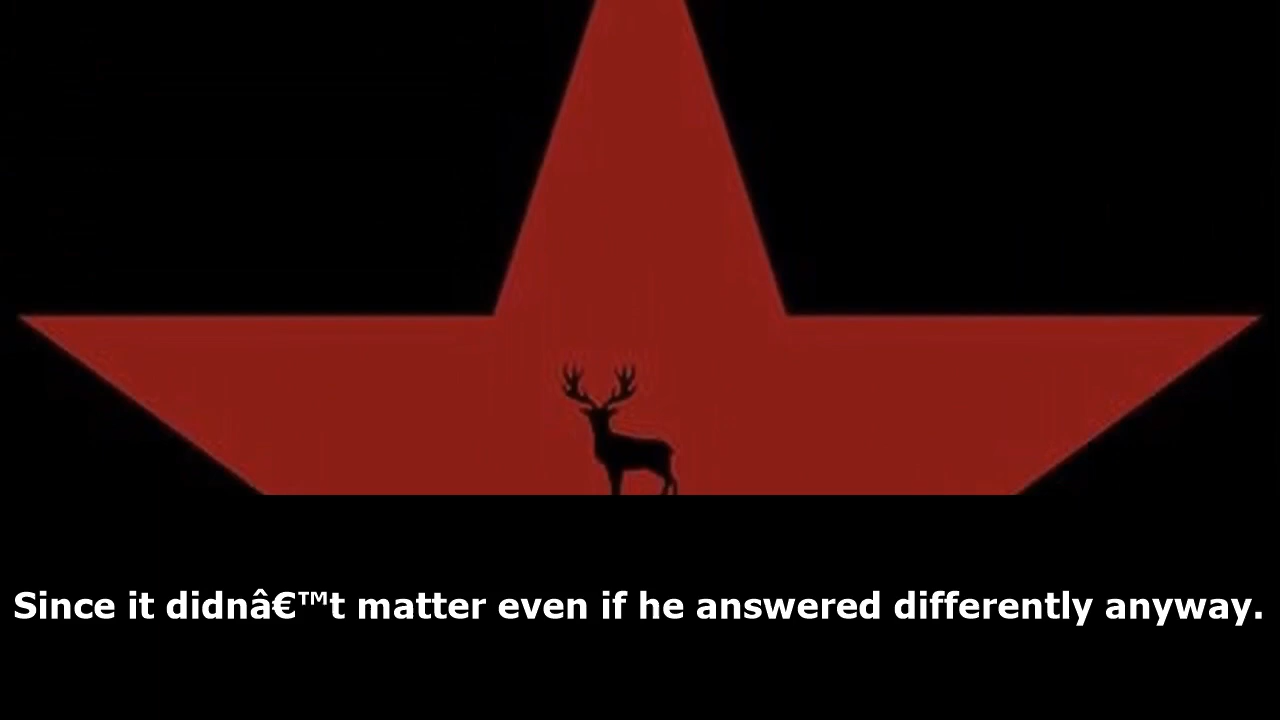 Since it didnâ€™t matter even if he answered differently anyway.